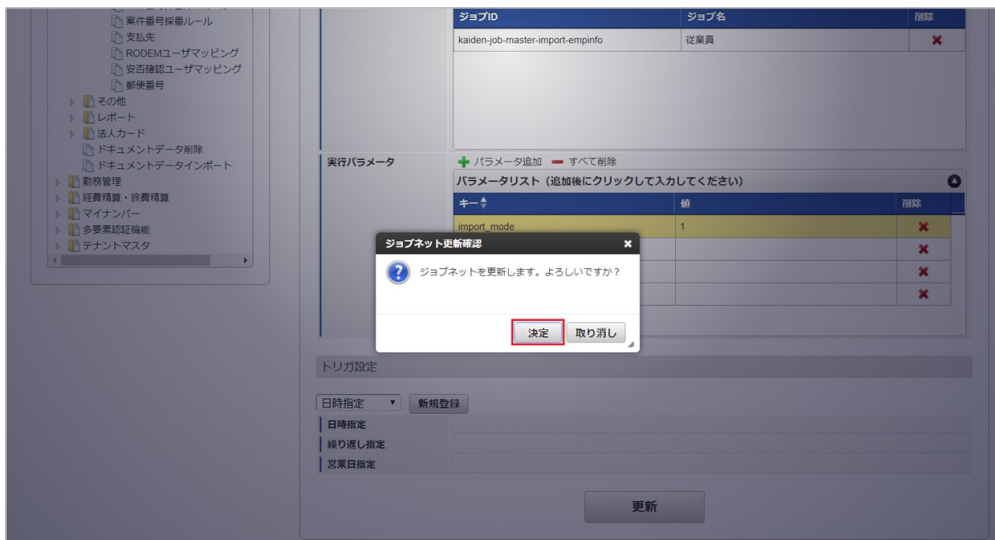 案件番号採番ルール
支払先
RODEMユーザマッピング
安否確認ユーザマッピング
郵便番号
その他
レポート
法人カード
ドキュメントデータ削除
ドキュメントデータインポート
勤務管理
経費精算・旅費精算
マイナンバー
多要素認証機能
テナントマスタ
ジョブID ジョブ名 削除
kaiden-job-master-import-empinfo 従業員
実行パラメータ
パラメータ追加 すべて削除
パラメータリスト（追加後にクリックして入力してください）
キー 値 削除
import_mode 1
ジョブネット更新確認
ジョブネットを更新します。よろしいですか？
決定 取り消し
トリガ設定
日時指定 新規登録
日時指定
繰り返し指定
営業日指定
更新